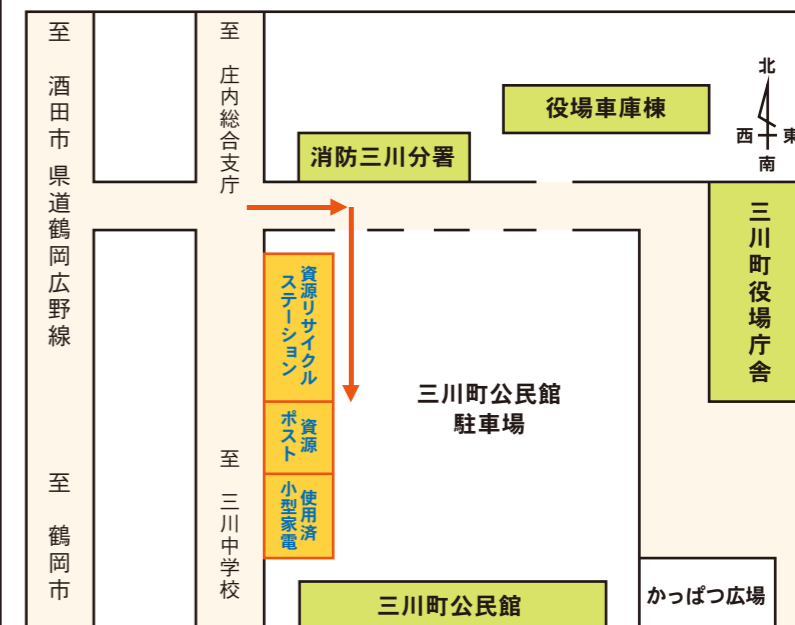 至 酒田市
県道鶴岡広野線
至 鶴岡市
至 庄内総合支庁
至 三川中学校
消防三川分署
役場車庫棟
北
西
東
南
三川町役場庁舎
資源リサイクル
ステーション
資源
ポスト
使用済
小型家電
三川町公民館
駐車場
三川町公民館
かっぱつ広場